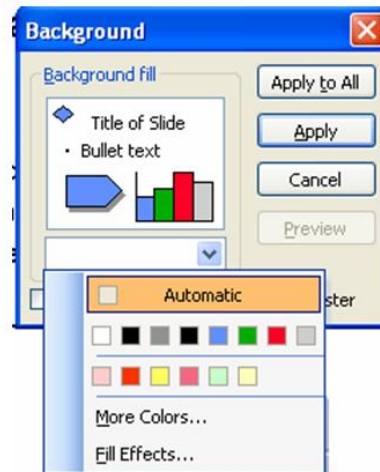 Background
Background fill
Title of Slide
· Bullet text
Apply to All
Apply
Cancel
Preview
Automatic
ster
More Colors...
Fill Effects...